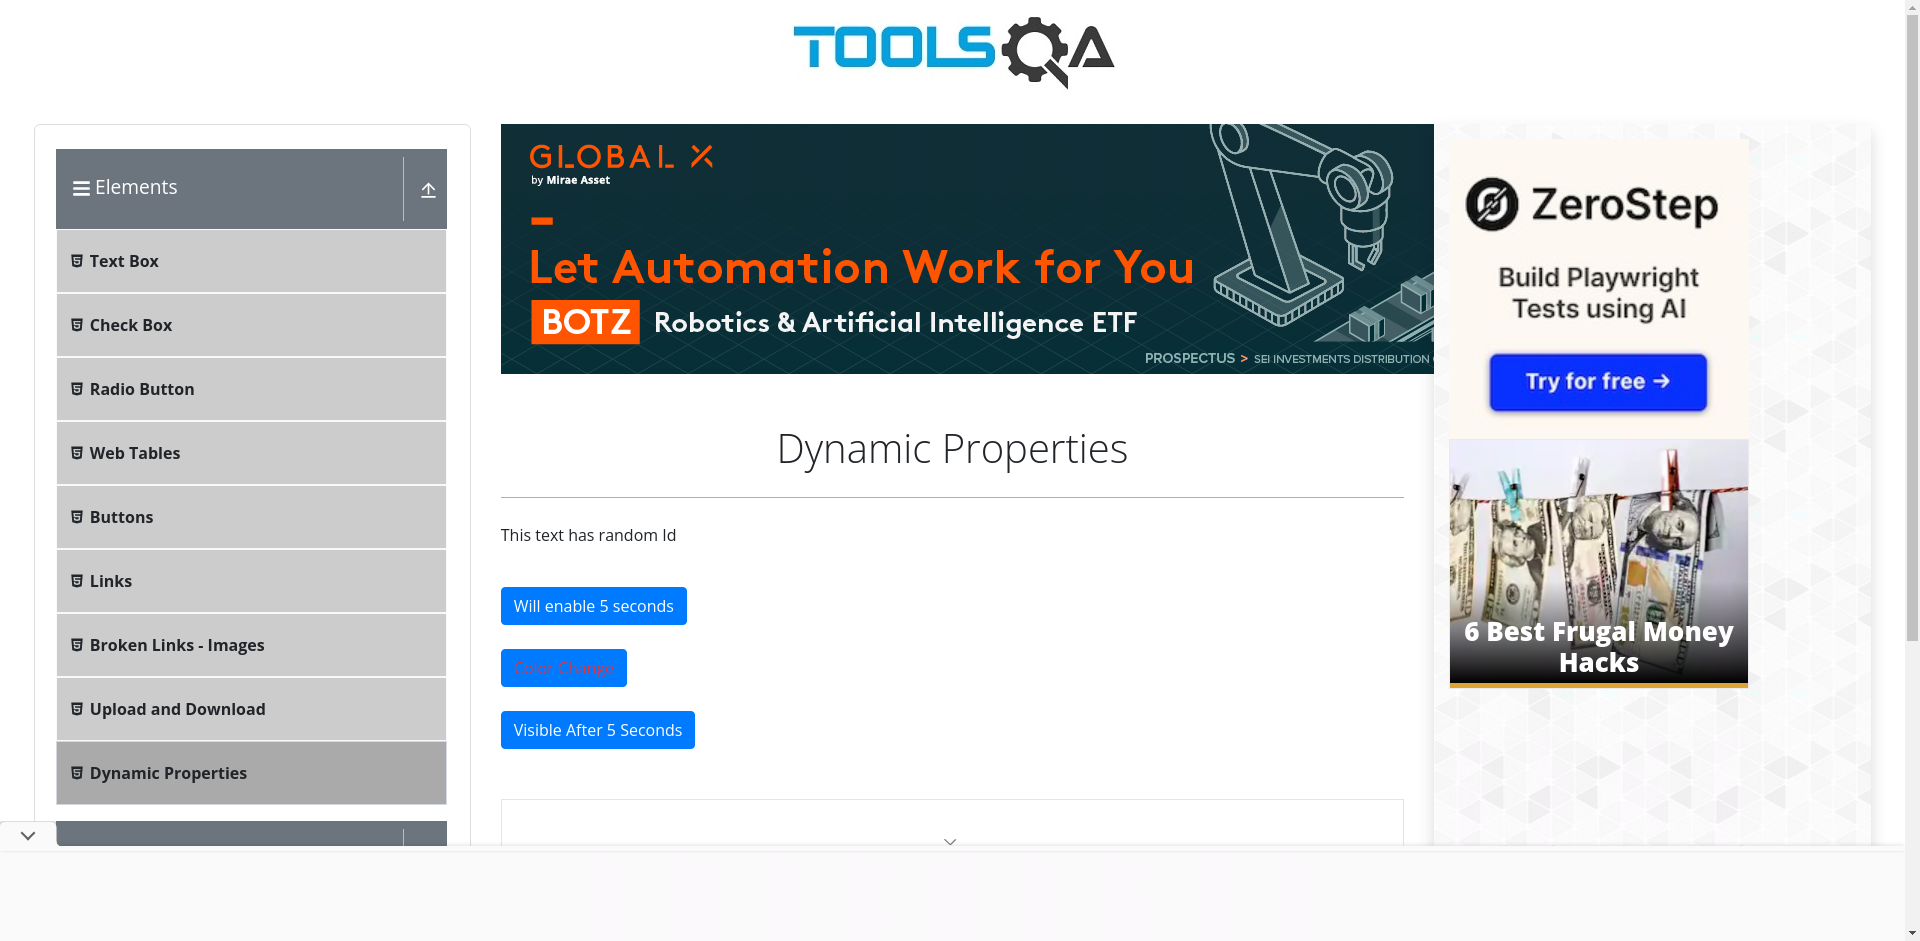 TOOLSQA
Elements
Text Box
Check Box
Radio Button
Web Tables
Buttons
Links
Broken Links - Images
Upload and Download
Dynamic Properties
GLOBAL X
by Mirae Asset
Let Automation Work for You
BOTZ Robotics & Artificial Intelligence ETF
PROSPECTUS > SEI INVESTMENTS DISTRIBUTION
Dynamic Properties
This text has random Id
Will enable 5 seconds
Color Change
Visible After 5 Seconds
ZeroStep
Build Playwright
Tests using AI
Try for free →
6 Best Frugal Money
Hacks